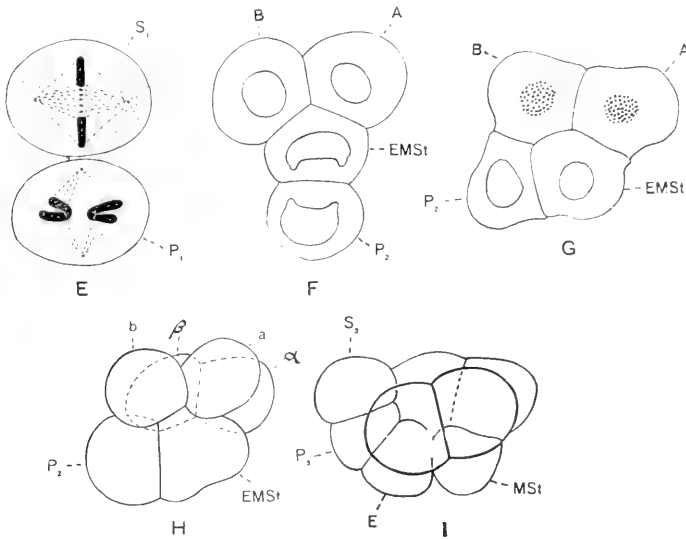 S₁
P₁
E
B
A
EMSt
P₂
F
B
A
P₂
EMSt
G
b
β
a
α
P₂
EMSt
H
S₃
P₃
E
MSt
I